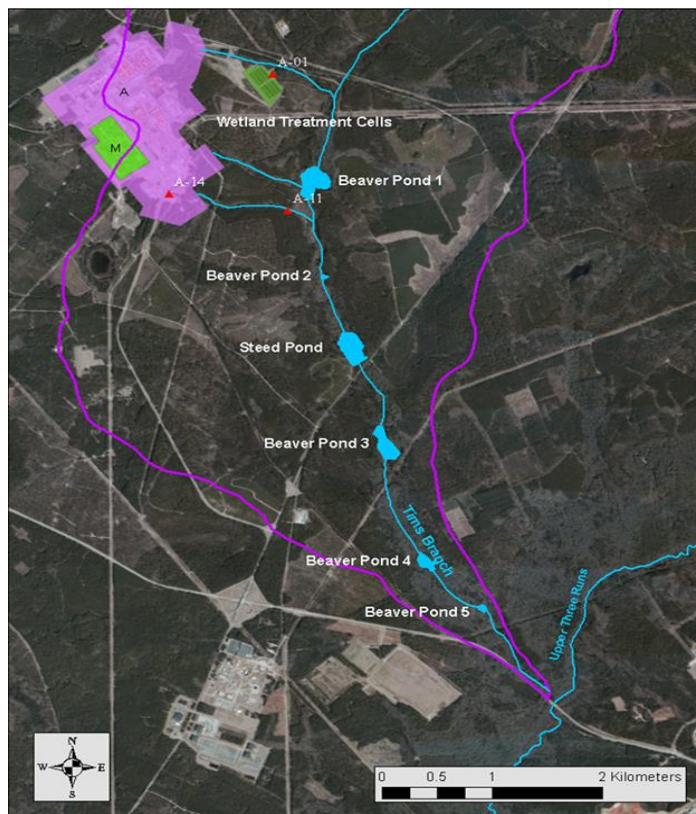 A-01
A
Wetland Treatment Cells
M
A-14
Beaver Pond 1
A-11
Beaver Pond 2
Steed Pond
Beaver Pond 3
Tims Branch
Beaver Pond 4
Beaver Pond 5
Upper Three Runs
N
W E
S
0 0.5 1 2 Kilometers